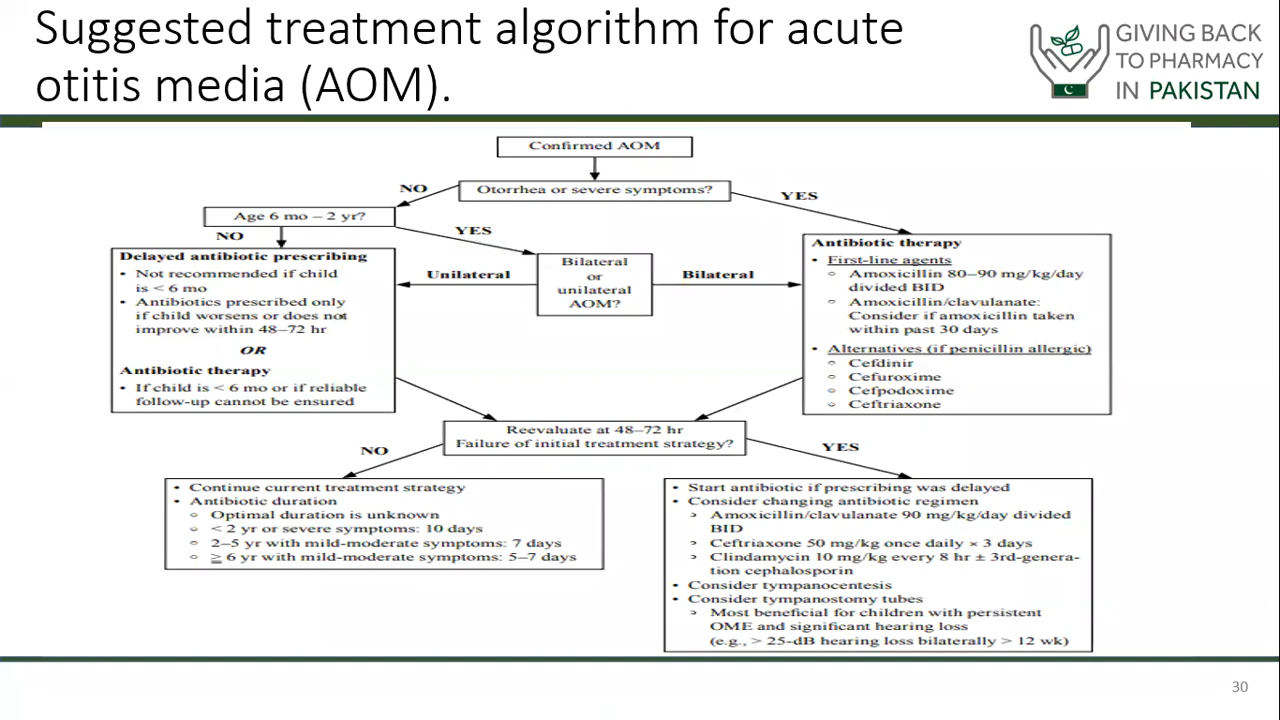 Suggested treatment algorithm for acute
otitis media (AOM).
GIVING BACK
TO PHARMACY
IN PAKISTAN
Confirmed AOM
Otorrhea or severe symptoms?
NO
YES
Age 6 mo – 2 yr?
NO
YES
Delayed antibiotic prescribing
• Not recommended if child
is < 6 mo
• Antibiotics prescribed only
if child worsens or does not
improve within 48–72 hr
OR
Antibiotic therapy
• If child is < 6 mo or if reliable
follow-up cannot be ensured
Unilateral
Bilateral
or
unilateral
AOM?
Bilateral
Antibiotic therapy
• First-line agents
○ Amoxicillin 80–90 mg/kg/day
divided BID
○ Amoxicillin/clavulanate:
Consider if amoxicillin taken
within past 30 days
• Alternatives (if penicillin allergic)
○ Cefdinir
○ Cefuroxime
○ Cefpodoxime
○ Ceftriaxone
Reevaluate at 48–72 hr
Failure of initial treatment strategy?
NO
YES
• Continue current treatment strategy
• Antibiotic duration
○ Optimal duration is unknown
○ < 2 yr or severe symptoms: 10 days
○ 2–5 yr with mild-moderate symptoms: 7 days
○ ≥ 6 yr with mild-moderate symptoms: 5–7 days
• Start antibiotic if prescribing was delayed
• Consider changing antibiotic regimen
› Amoxicillin/clavulanate 90 mg/kg/day divided
BID
› Ceftriaxone 50 mg/kg once daily × 3 days
› Clindamycin 10 mg/kg every 8 hr ± 3rd-genera-
tion cephalosporin
• Consider tympanocentesis
• Consider tympanostomy tubes
› Most beneficial for children with persistent
OME and significant hearing loss
(e.g., > 25-dB hearing loss bilaterally > 12 wk)
30